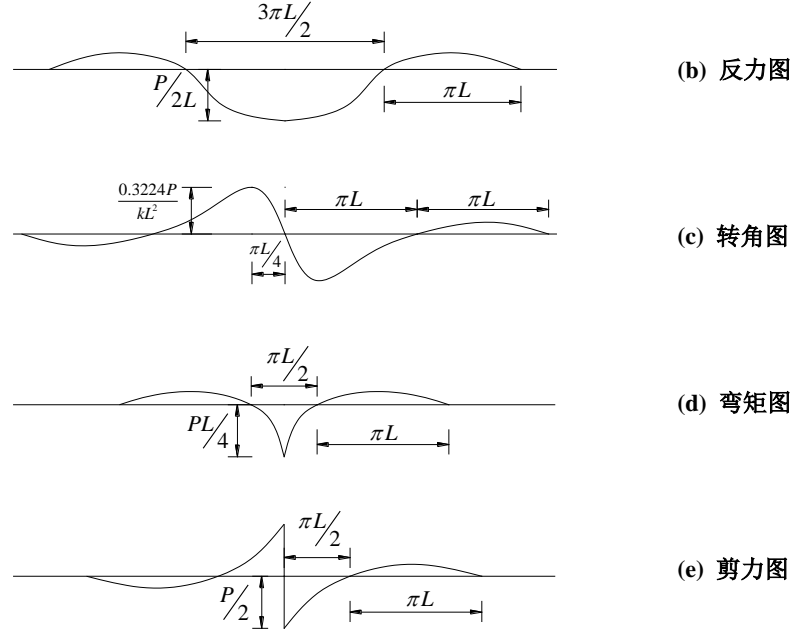 3πL/2
P/2L
πL
(b) 反力图
0.3224P
kL²
πL
πL
πL/4
(c) 转角图
πL/2
PL/4
πL
(d) 弯矩图
πL/2
P/2
πL
(e) 剪力图